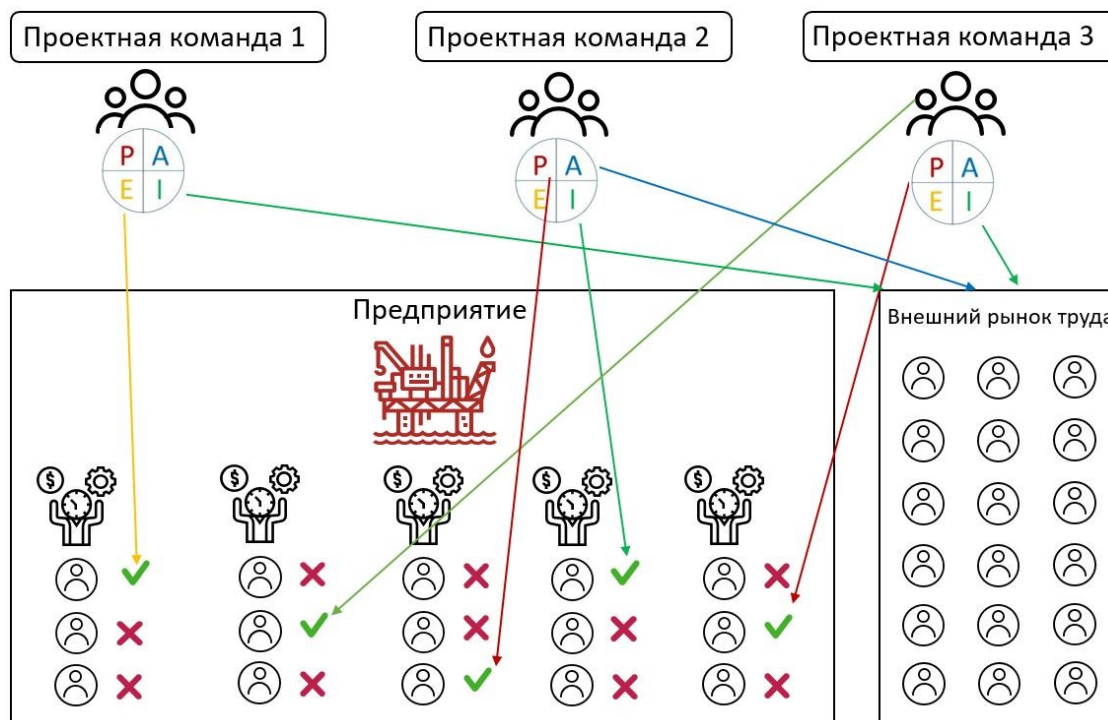 Проектная команда 1
Проектная команда 2
Проектная команда 3
P A
E I
P A
E I
P A
E I
Предприятие
Внешний рынок труда
$
$
$
$
$